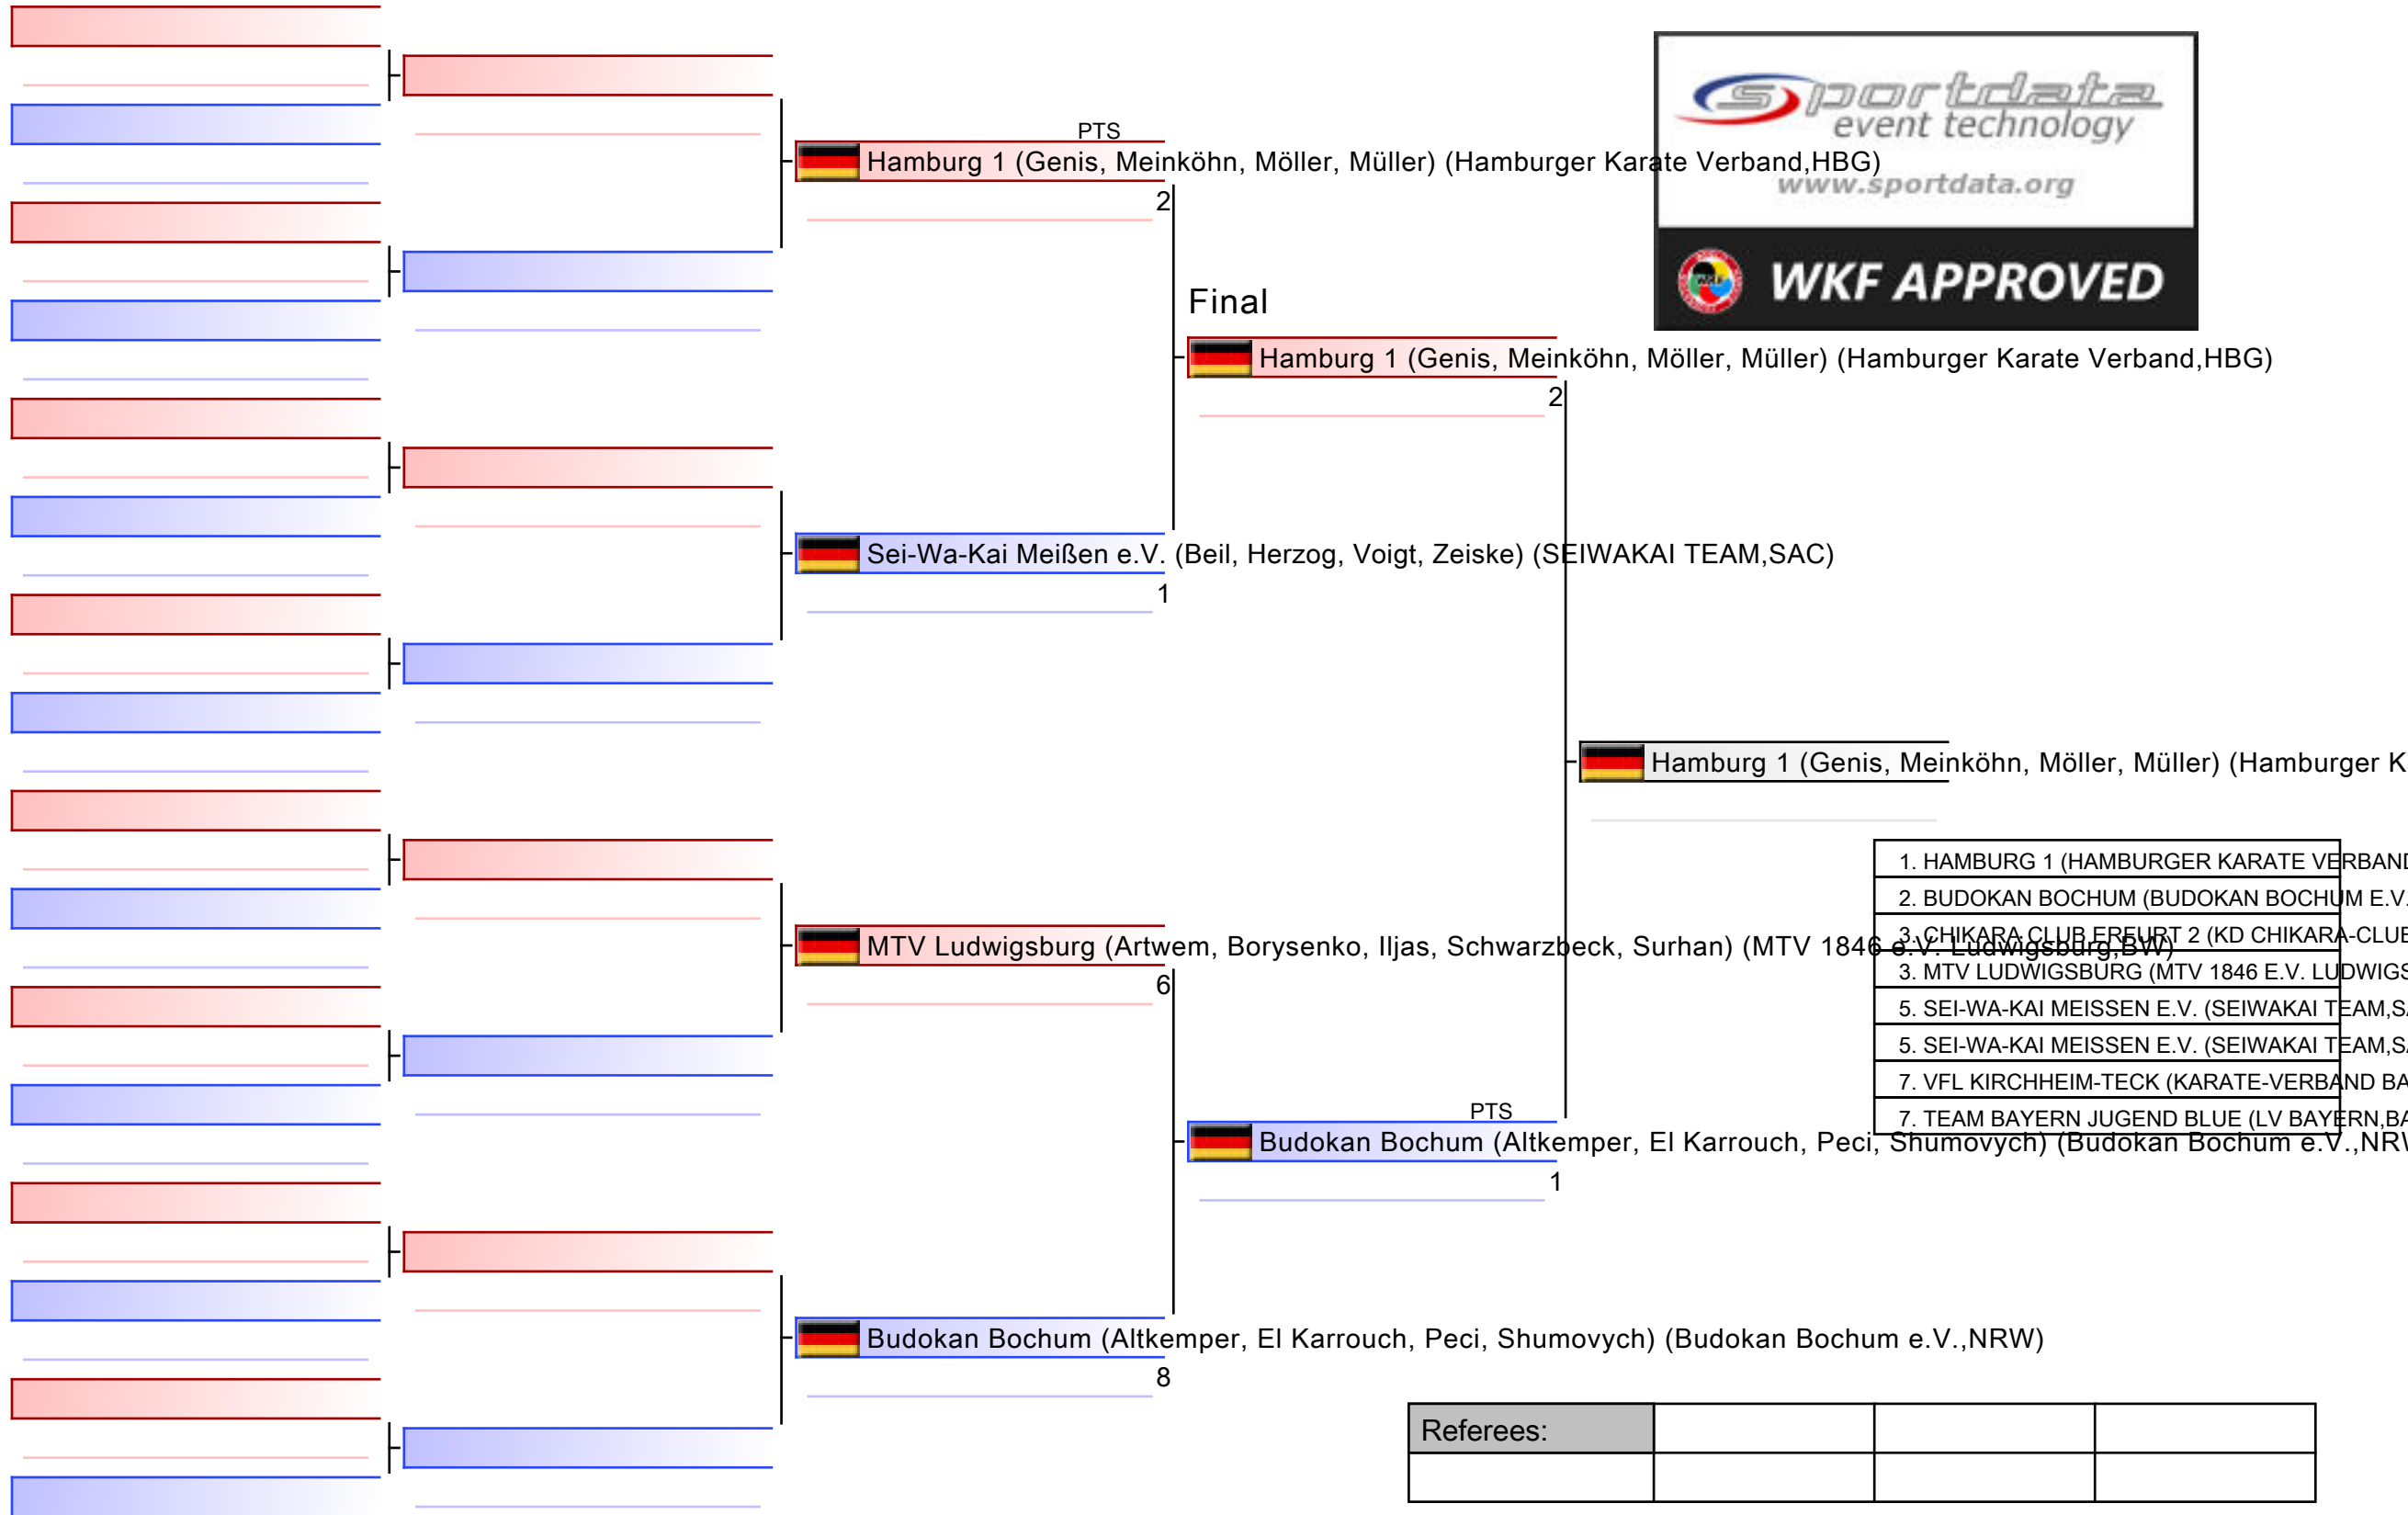 sportdata
event technology
www.sportdata.org
WKF APPROVED
PTS
Hamburg 1 (Genis, Meinköhn, Möller, Müller) (Hamburger Karate Verband,HBG)
2
Final
Hamburg 1 (Genis, Meinköhn, Möller, Müller) (Hamburger Karate Verband,HBG)
2
Sei-Wa-Kai Meißen e.V. (Beil, Herzog, Voigt, Zeiske) (SEIWAKAI TEAM,SAC)
1
Hamburg 1 (Genis, Meinköhn, Möller, Müller) (Hamburger K
1. HAMBURG 1 (HAMBURGER KARATE VERBAND
2. BUDOKAN BOCHUM (BUDOKAN BOCHUM E.V.
MTV Ludwigsburg (Artwem, Borysenko, Iljas, Schwarzbeck, Surhan) (MTV 1846 e.V. Ludwigsburg,BW)
6
3. CHIKARA CLUB ERFURT 2 (KD CHIKARA-CLUB
3. MTV LUDWIGSBURG (MTV 1846 E.V. LUDWIGS
5. SEI-WA-KAI MEISSEN E.V. (SEIWAKAI TEAM,SA
5. SEI-WA-KAI MEISSEN E.V. (SEIWAKAI TEAM,SA
7. VFL KIRCHHEIM-TECK (KARATE-VERBAND BA
7. TEAM BAYERN JUGEND BLUE (LV BAYERN,BA
PTS
Budokan Bochum (Altkemper, El Karrouch, Peci, Shumovych) (Budokan Bochum e.V.,NRW
1
Budokan Bochum (Altkemper, El Karrouch, Peci, Shumovych) (Budokan Bochum e.V.,NRW)
8
Referees: